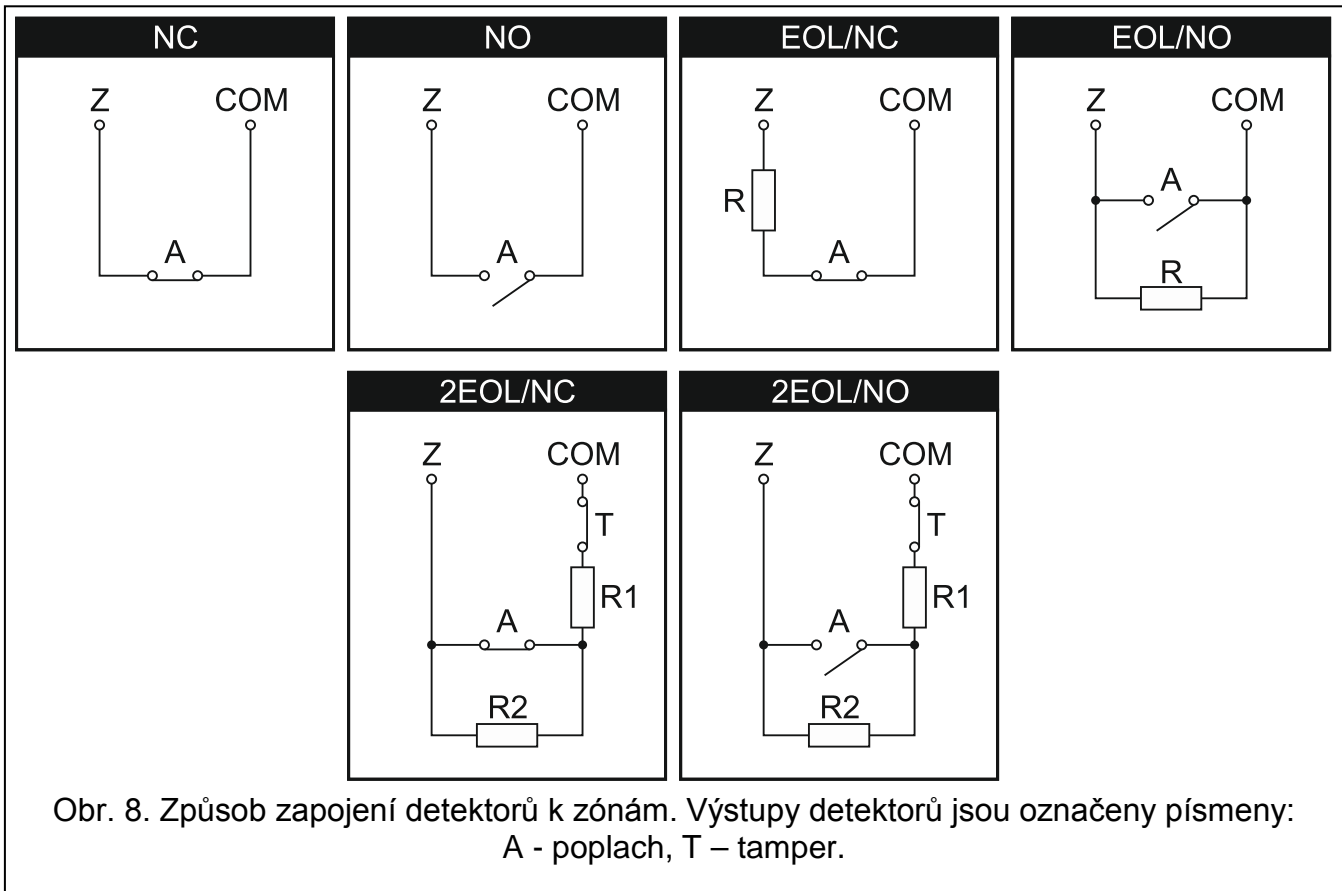 NC
NO
EOL/NC
EOL/NO
Z COM
A
Z COM
A
Z COM
R
A
Z COM
A
R
2EOL/NC
2EOL/NO
Z COM
T
R1
A
R2
Z COM
T
R1
A
R2
Obr. 8. Způsob zapojení detektorů k zónám. Výstupy detektorů jsou označeny písmeny:
A - poplach, T – tamper.